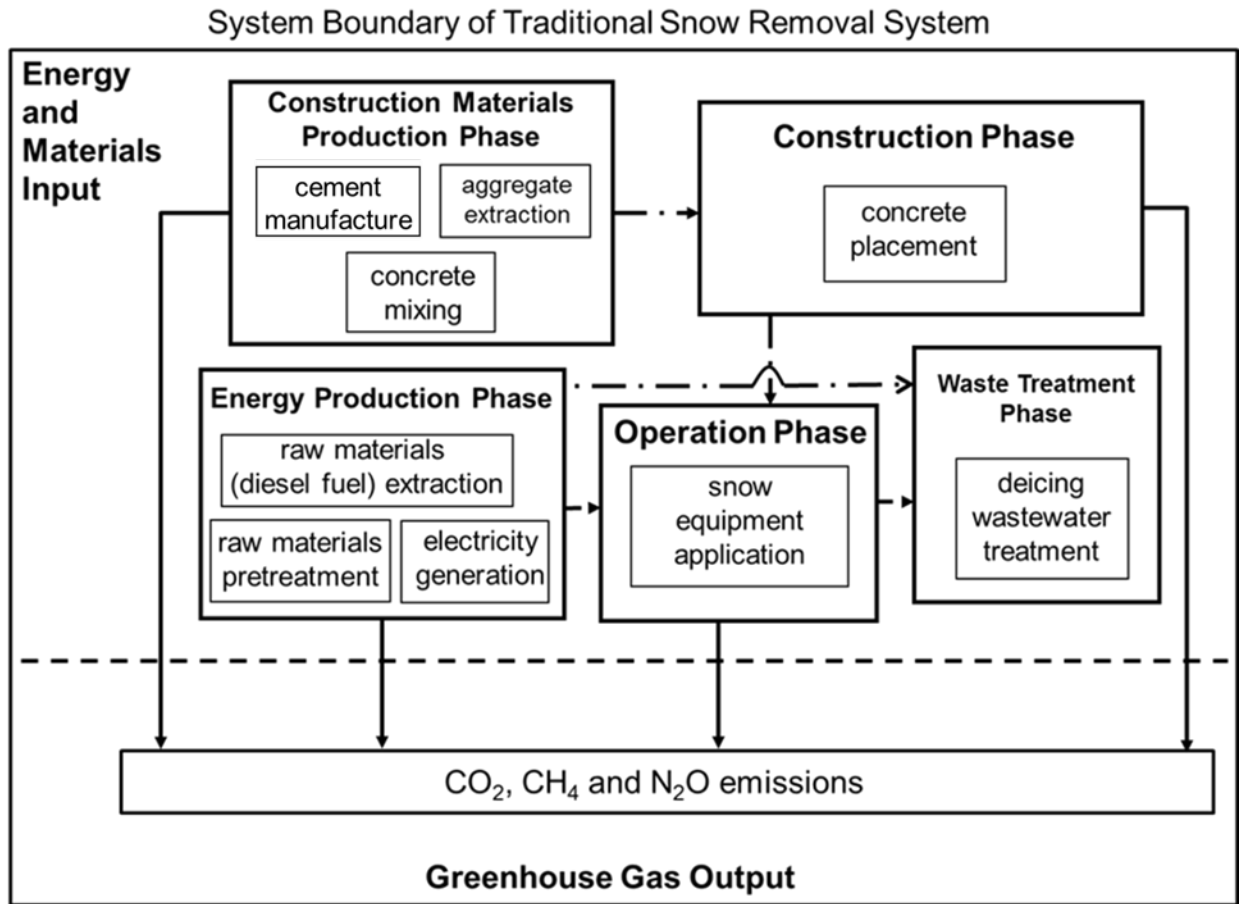 System Boundary of Traditional Snow Removal System
Energy
and
Materials
Input
Construction Materials
Production Phase
cement
manufacture
aggregate
extraction
concrete
mixing
Construction Phase
concrete
placement
Energy Production Phase
raw materials
(diesel fuel) extraction
raw materials
pretreatment
electricity
generation
Operation Phase
snow
equipment
application
Waste Treatment
Phase
deicing
wastewater
treatment
CO₂, CH₄ and N₂O emissions
Greenhouse Gas Output